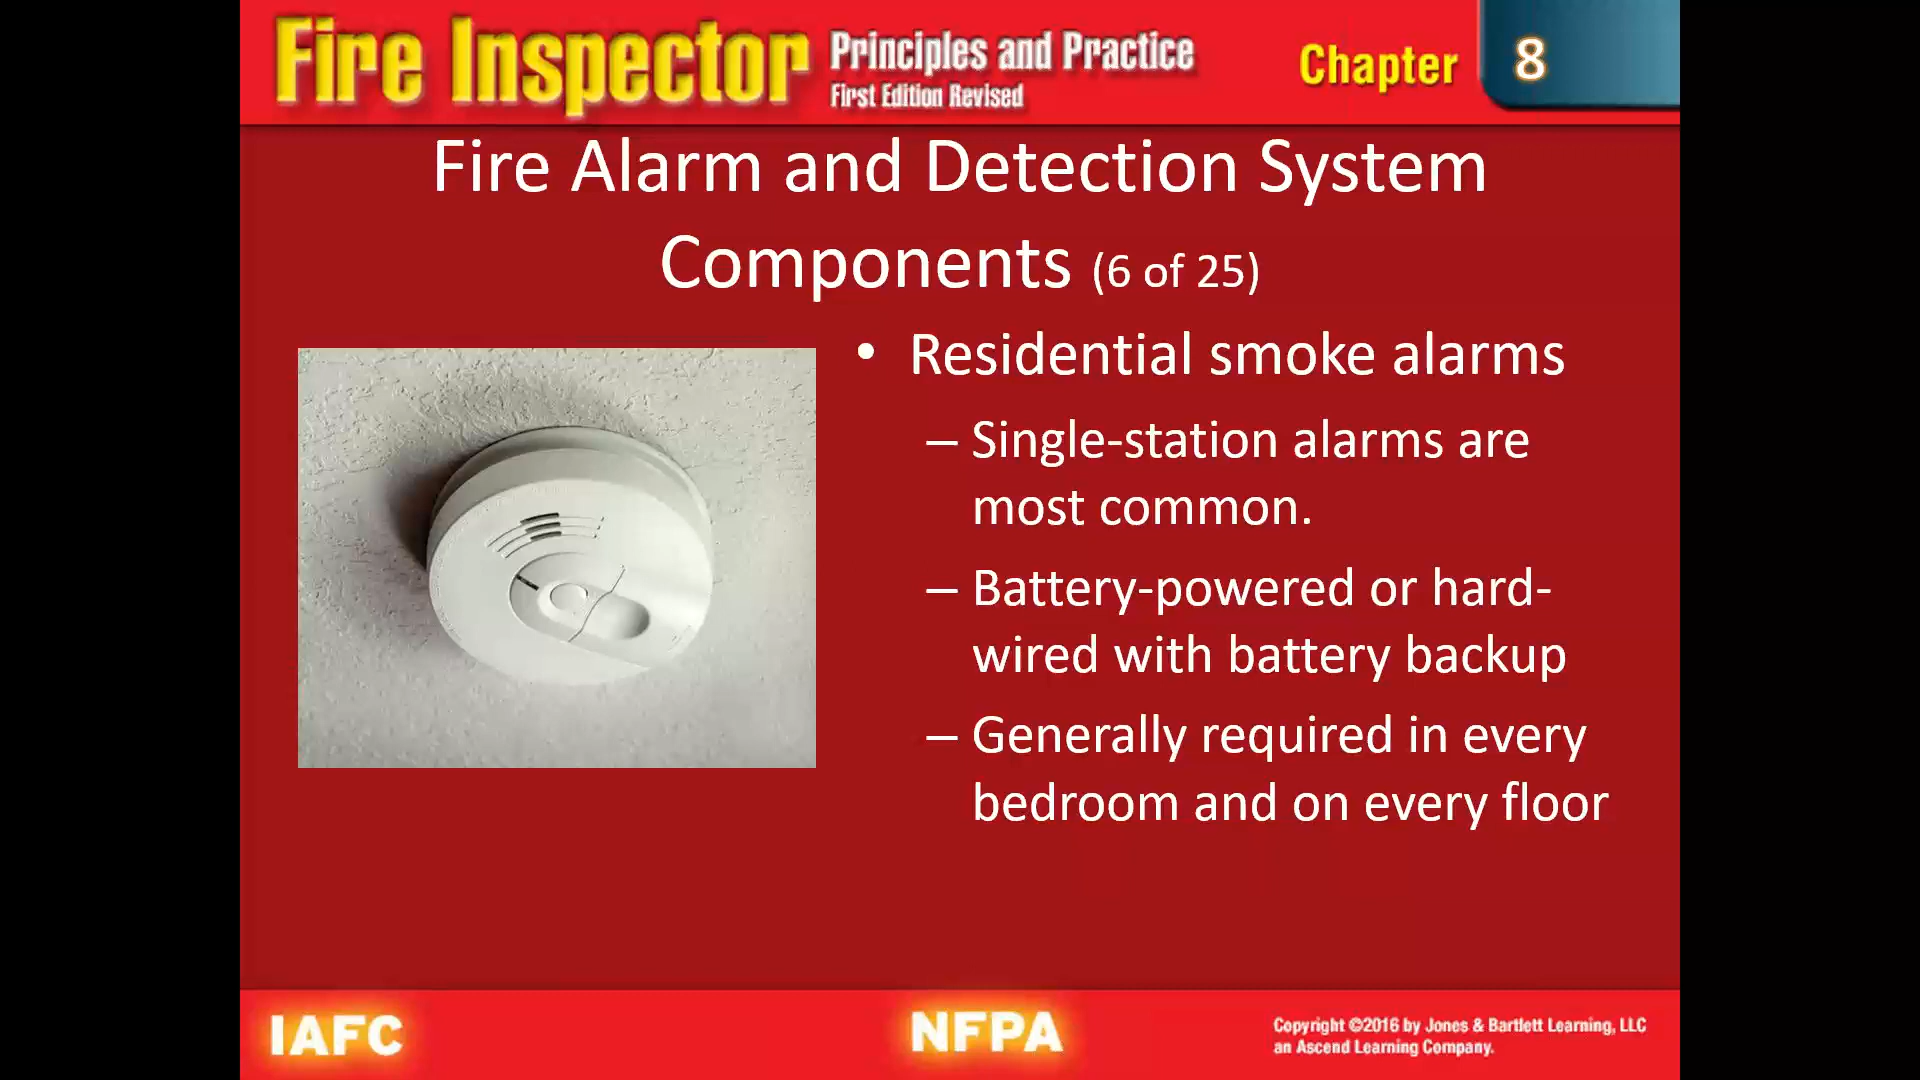 Fire Inspector Principles and Practice
First Edition Revised
Chapter 8
Fire Alarm and Detection System
Components (6 of 25)
• Residential smoke alarms
– Single-station alarms are
most common.
– Battery-powered or hard-
wired with battery backup
– Generally required in every
bedroom and on every floor
IAFC
NFPA
Copyright ©2016 by Jones & Bartlett Learning, LLC
an Ascend Learning Company.